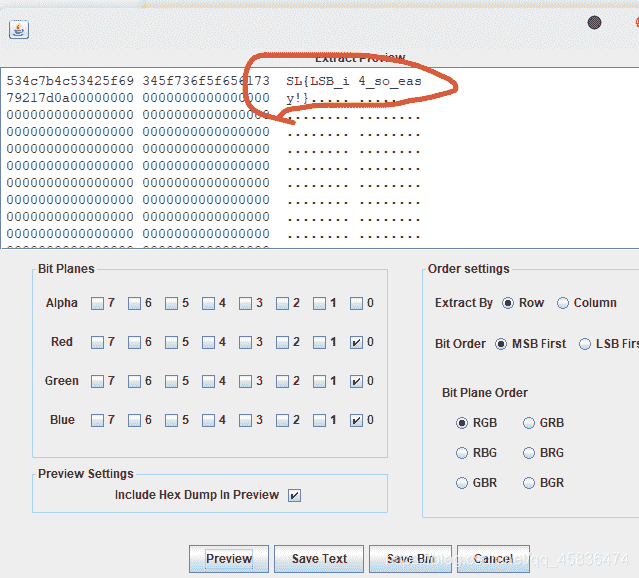 Extract Preview
534c7b4c53425f69 345f736f5f656173 SL{LSB_i 4_so_eas
79217d0a00000000 0000000000000000 y!}..... ........
0000000000000000 0000000000000000 ........ ........
0000000000000000 0000000000000000 ........ ........
0000000000000000 0000000000000000 ........ ........
0000000000000000 0000000000000000 ........ ........
0000000000000000 0000000000000000 ........ ........
0000000000000000 0000000000000000 ........ ........
0000000000000000 0000000000000000 ........ ........
0000000000000000 0000000000000000 ........ ........
Bit Planes
Alpha 7 6 5 4 3 2 1 0
Red 7 6 5 4 3 2 1 0
Green 7 6 5 4 3 2 1 0
Blue 7 6 5 4 3 2 1 0
Preview Settings
Include Hex Dump In Preview
Order settings
Extract By Row Column
Bit Order MSB First LSB Firs
Bit Plane Order
RGB GRB
RBG BRG
GBR BGR
Preview Save Text Save Bin Cancel